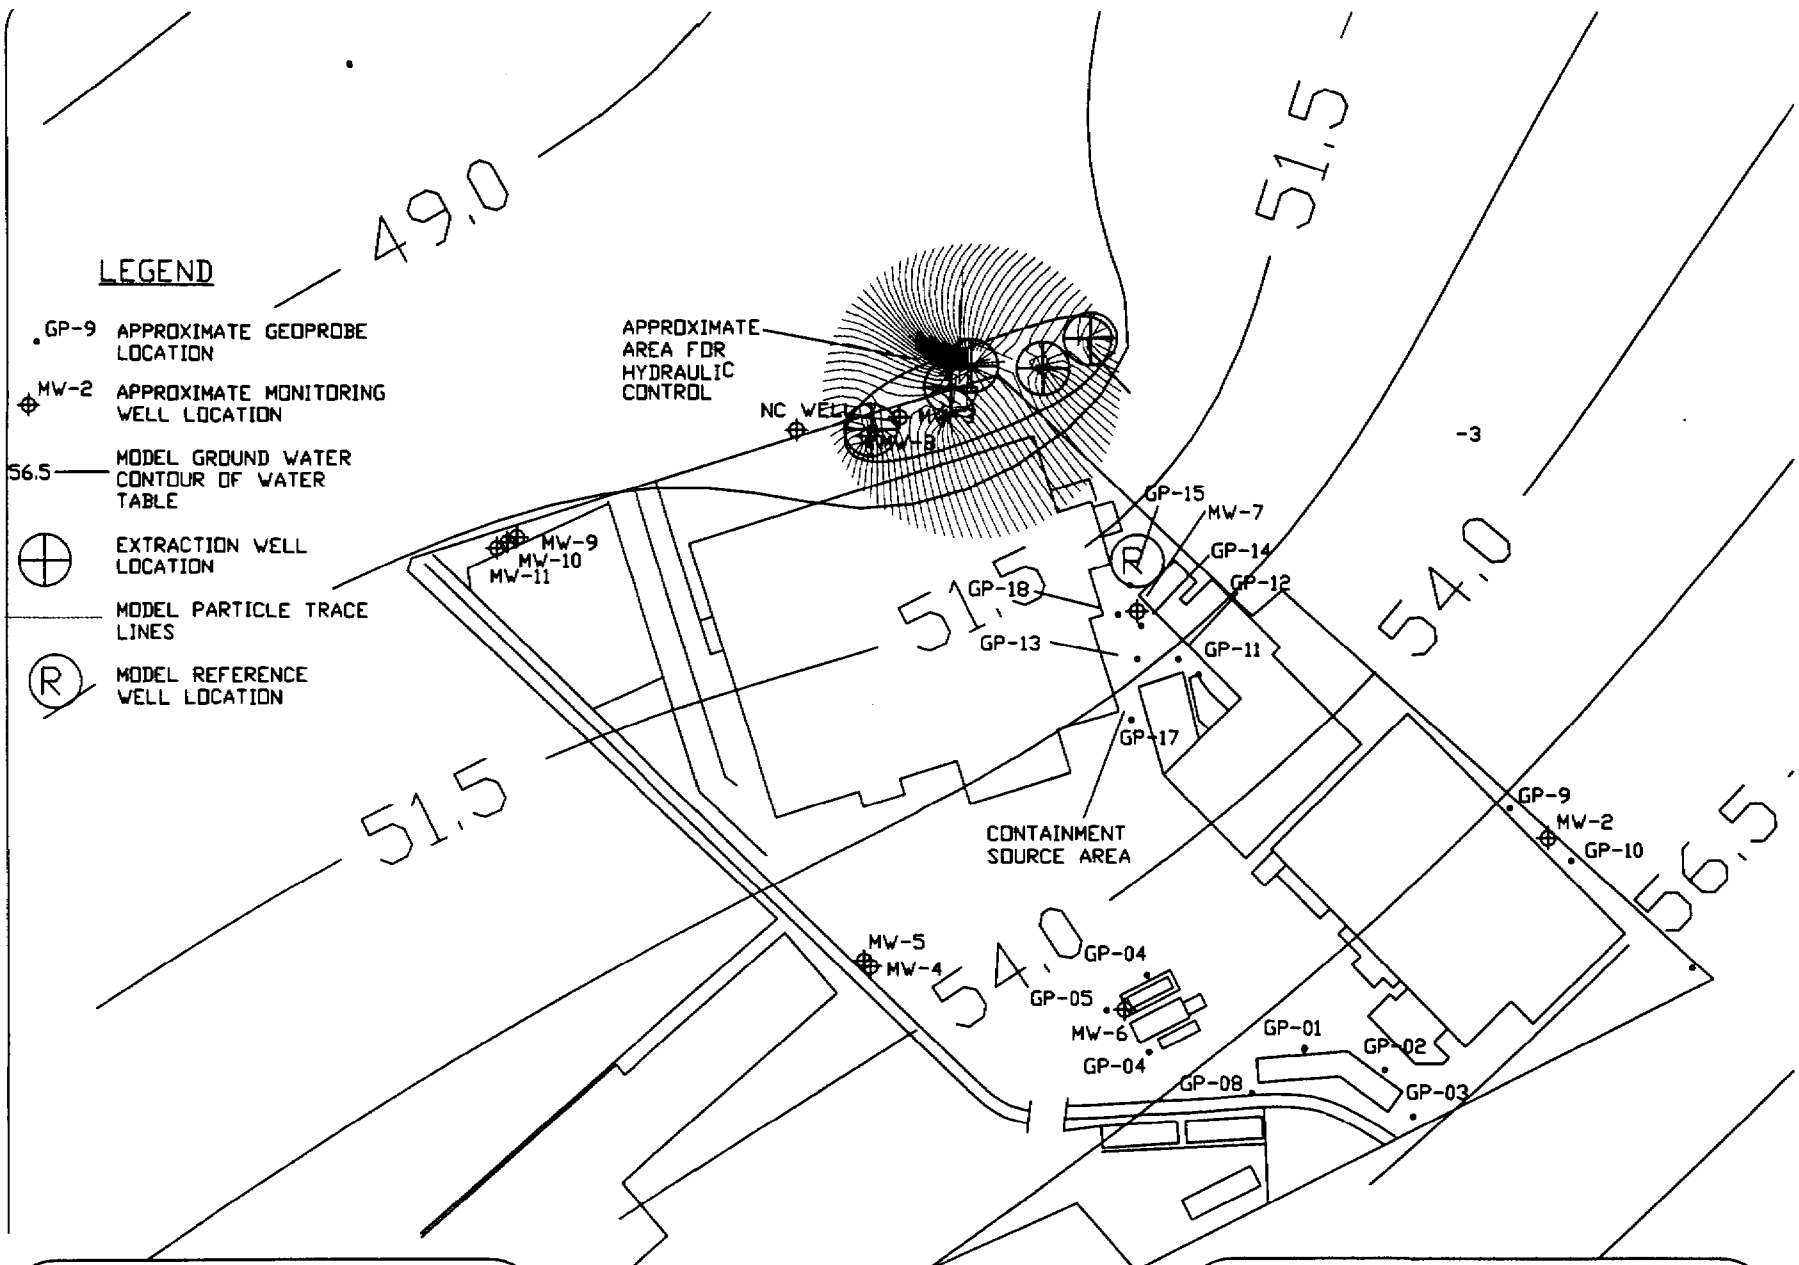 LEGEND
GP-9 APPROXIMATE GEOPROBE
LOCATION
MW-2 APPROXIMATE MONITORING
WELL LOCATION
56.5 MODEL GROUND WATER
CONTOUR OF WATER
TABLE
EXTRACTION WELL
LOCATION
MODEL PARTICLE TRACE
LINES
R MODEL REFERENCE
WELL LOCATION
49.0
51.5
APPROXIMATE
AREA FOR
HYDRAULIC
CONTROL
NC WELL
-3
GP-15
MW-7
GP-14
GP-12
R
GP-18
GP-13
GP-11
51.5
54.0
MW-9
MW-10
MW-11
GP-17
51.5
CONTAINMENT
SOURCE AREA
GP-9
MW-2
GP-10
56.5
MW-5
MW-4
54.0
GP-04
GP-05
MW-6
GP-04
GP-01
GP-02
GP-08
GP-03